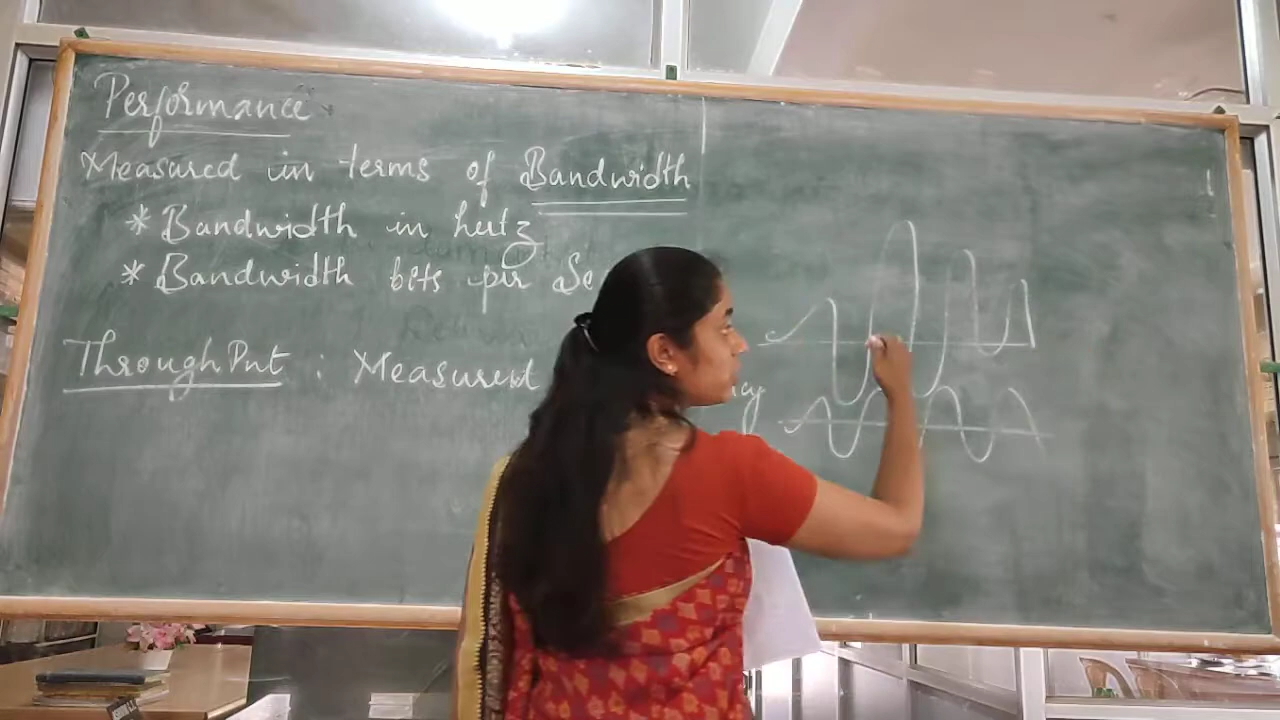 Performance
Measured in terms of Bandwidth
* Bandwidth in hertz
* Bandwidth bits per Se
ThroughPut : Measured